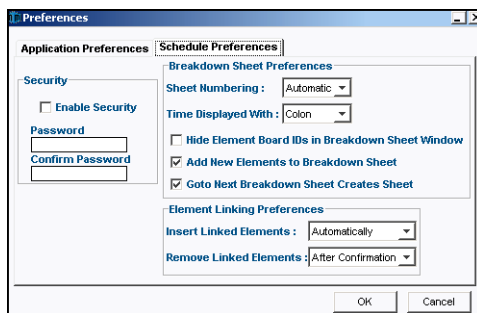 Preferences
Application Preferences
Schedule Preferences
Security
Enable Security
Password
Confirm Password
Breakdown Sheet Preferences
Sheet Numbering :
Automatic
Time Displayed With :
Colon
Hide Element Board IDs in Breakdown Sheet Window
Add New Elements to Breakdown Sheet
Goto Next Breakdown Sheet Creates Sheet
Element Linking Preferences
Insert Linked Elements :
Automatically
Remove Linked Elements :
After Confirmation
OK
Cancel